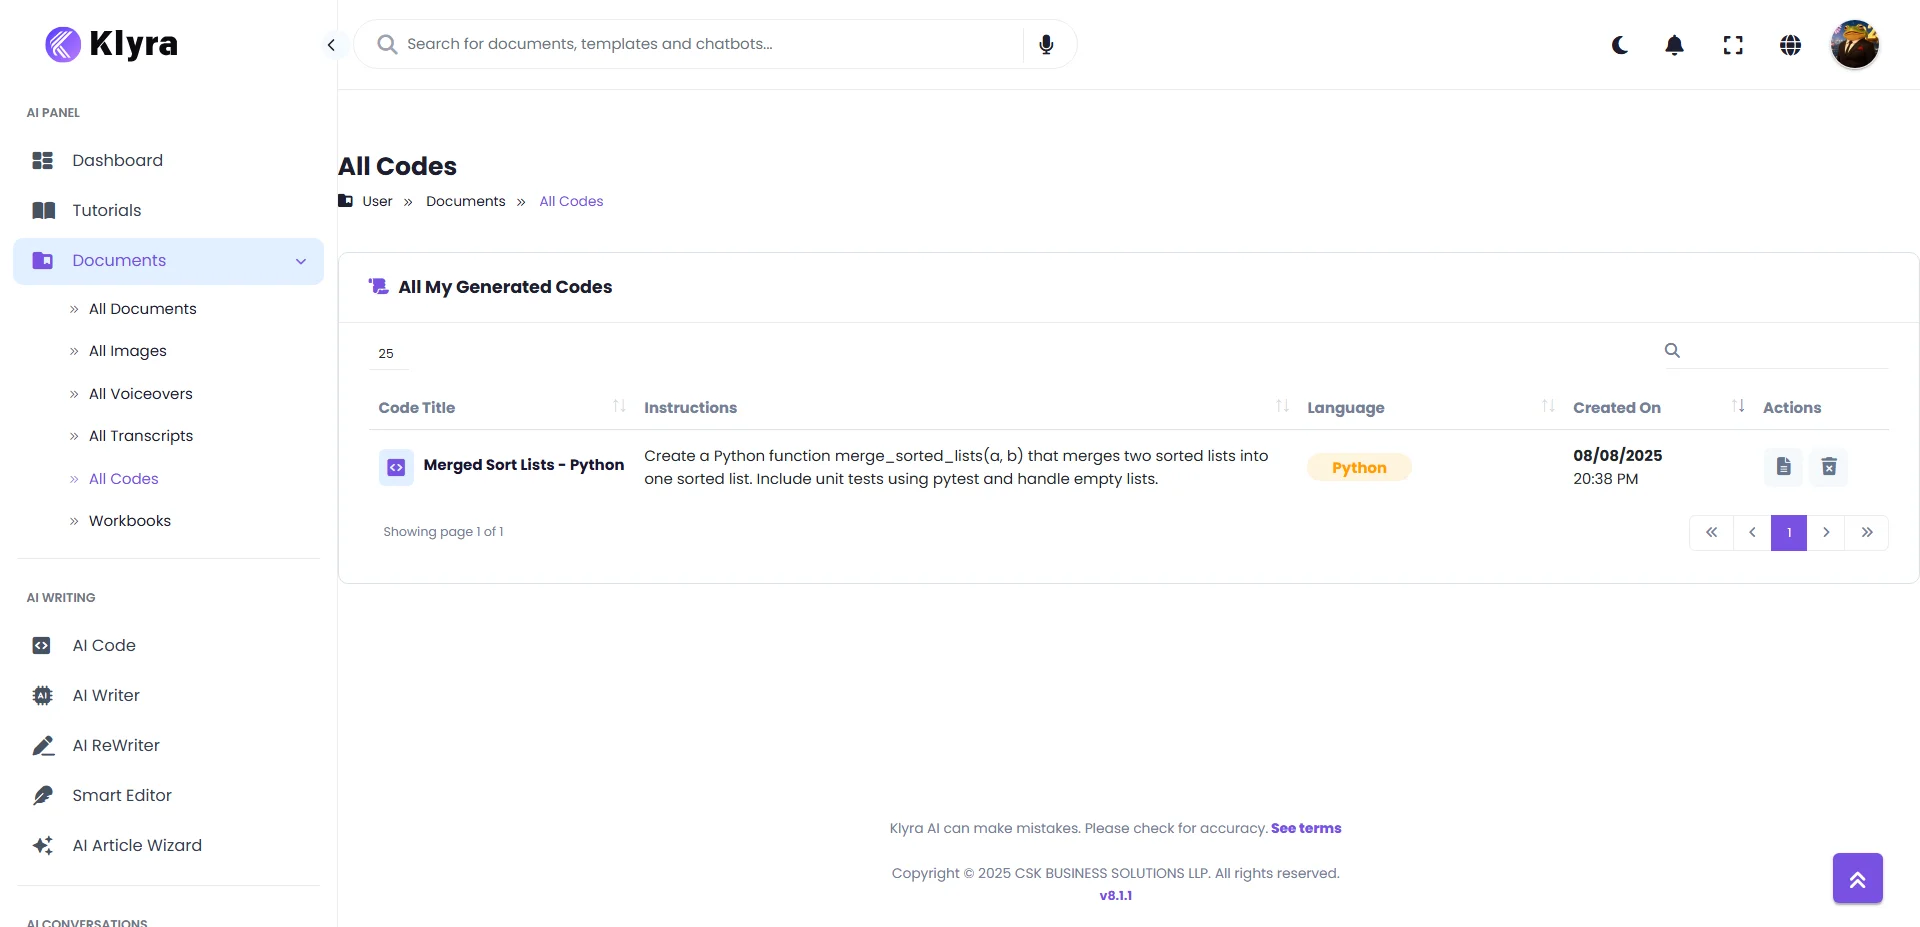 Klyra
Search for documents, templates and chatbots...
AI PANEL
Dashboard
Tutorials
Documents
All Documents
All Images
All Voiceovers
All Transcripts
All Codes
Workbooks
AI WRITING
AI Code
AI Writer
AI ReWriter
Smart Editor
AI Article Wizard
AI CONVERSATIONS
All Codes
User » Documents » All Codes
All My Generated Codes
25
Code Title Instructions Language Created On Actions
Merged Sort Lists - Python
Create a Python function merge_sorted_lists(a, b) that merges two sorted lists into
one sorted list. Include unit tests using pytest and handle empty lists.
Python
08/08/2025
20:38 PM
Showing page 1 of 1
« ‹ 1 › »
Klyra AI can make mistakes. Please check for accuracy. See terms
Copyright © 2025 CSK BUSINESS SOLUTIONS LLP. All rights reserved.
v8.1.1